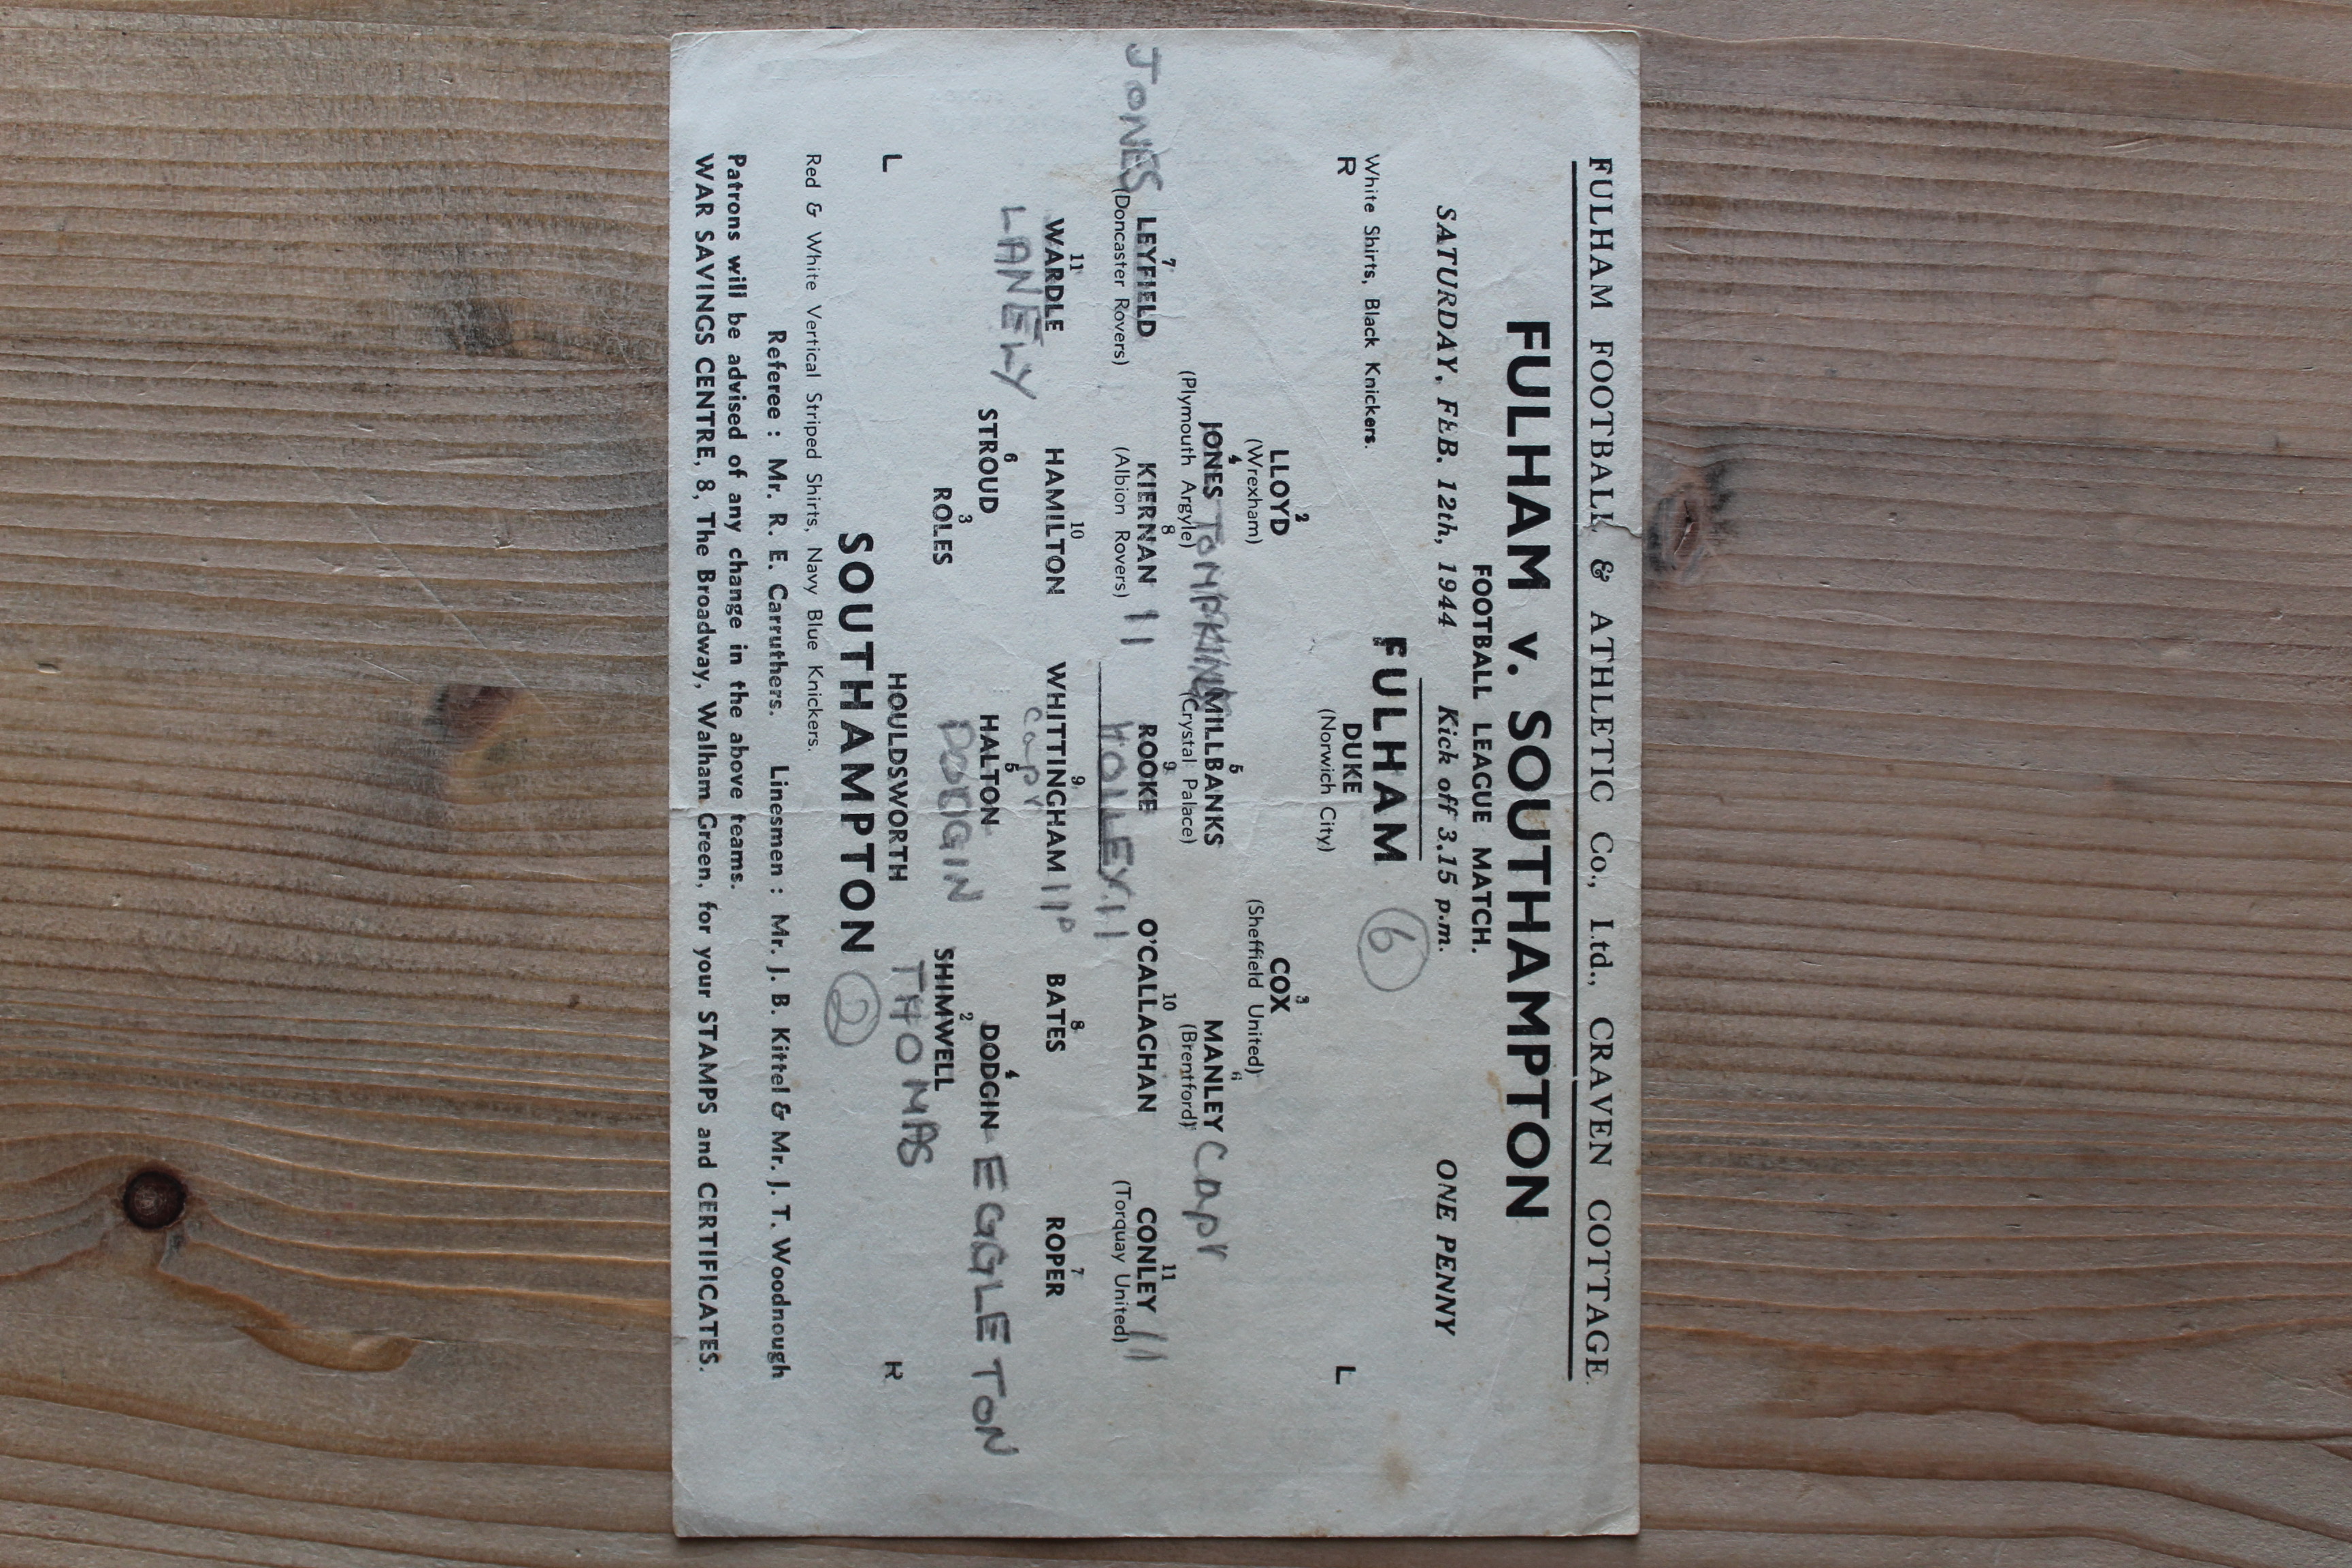 FULHAM FOOTBALL & ATHLETIC Co., Ltd., CRAVEN COTTAGE
FULHAM v. SOUTHAMPTON
FOOTBALL LEAGUE MATCH.
SATURDAY, FEB. 12th, 1944 Kick off 3.15 p.m. ONE PENNY
FULHAM 6
White Shirts, Black Knickers.
R DUKE L
(Norwich City)
2 3
LLOYD COX
(Wrexham) (Sheffield United)
4 5 6
JONES TOMPKINS MILLBANKS MANLEY Capt
(Plymouth Argyle) (Crystal Palace) (Brentford)
7 8 9 10 11
JONES LEYFIELD KIERNAN 11 ROOKE O'CALLAGHAN CONLEY 11
(Doncaster Rovers) (Albion Rovers) HOLLEY 11 (Torquay United)
11 10 9 8 7
WARDLE HAMILTON WHITTINGHAM 11P BATES ROPER
LANELY Capt
6 5 4
STROUD HALTON DODGIN EGGLETON
DODGIN
3 2
ROLES SHIMWELL
THOMAS
L HOULDSWORTH R
SOUTHAMPTON 2
Red & White Vertical Striped Shirts, Navy Blue Knickers.
Referee : Mr. R. E. Carruthers. Linesmen : Mr. J. B. Kittel & Mr. J. T. Woodnough
Patrons will be advised of any change in the above teams.
WAR SAVINGS CENTRE, 8, The Broadway, Walham Green, for your STAMPS and CERTIFICATES.